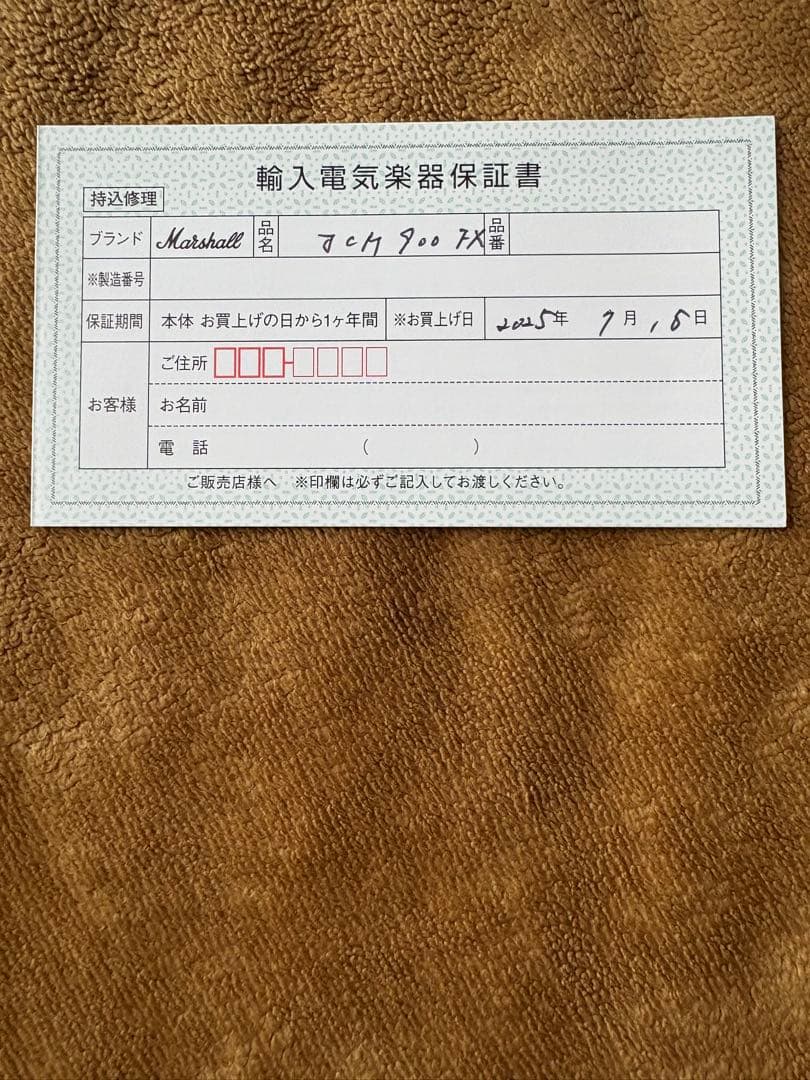 輸入電気楽器保証書
持込修理
ブランド Marshall 品名 JCM 900 FX 品番
※製造番号
保証期間 本体 お買上げの日から1ヶ年間 ※お買上げ日 2025年 7月 15日
お客様
ご住所
お名前
電 話 ( )
ご販売店様へ ※印欄は必ずご記入してお渡しください。